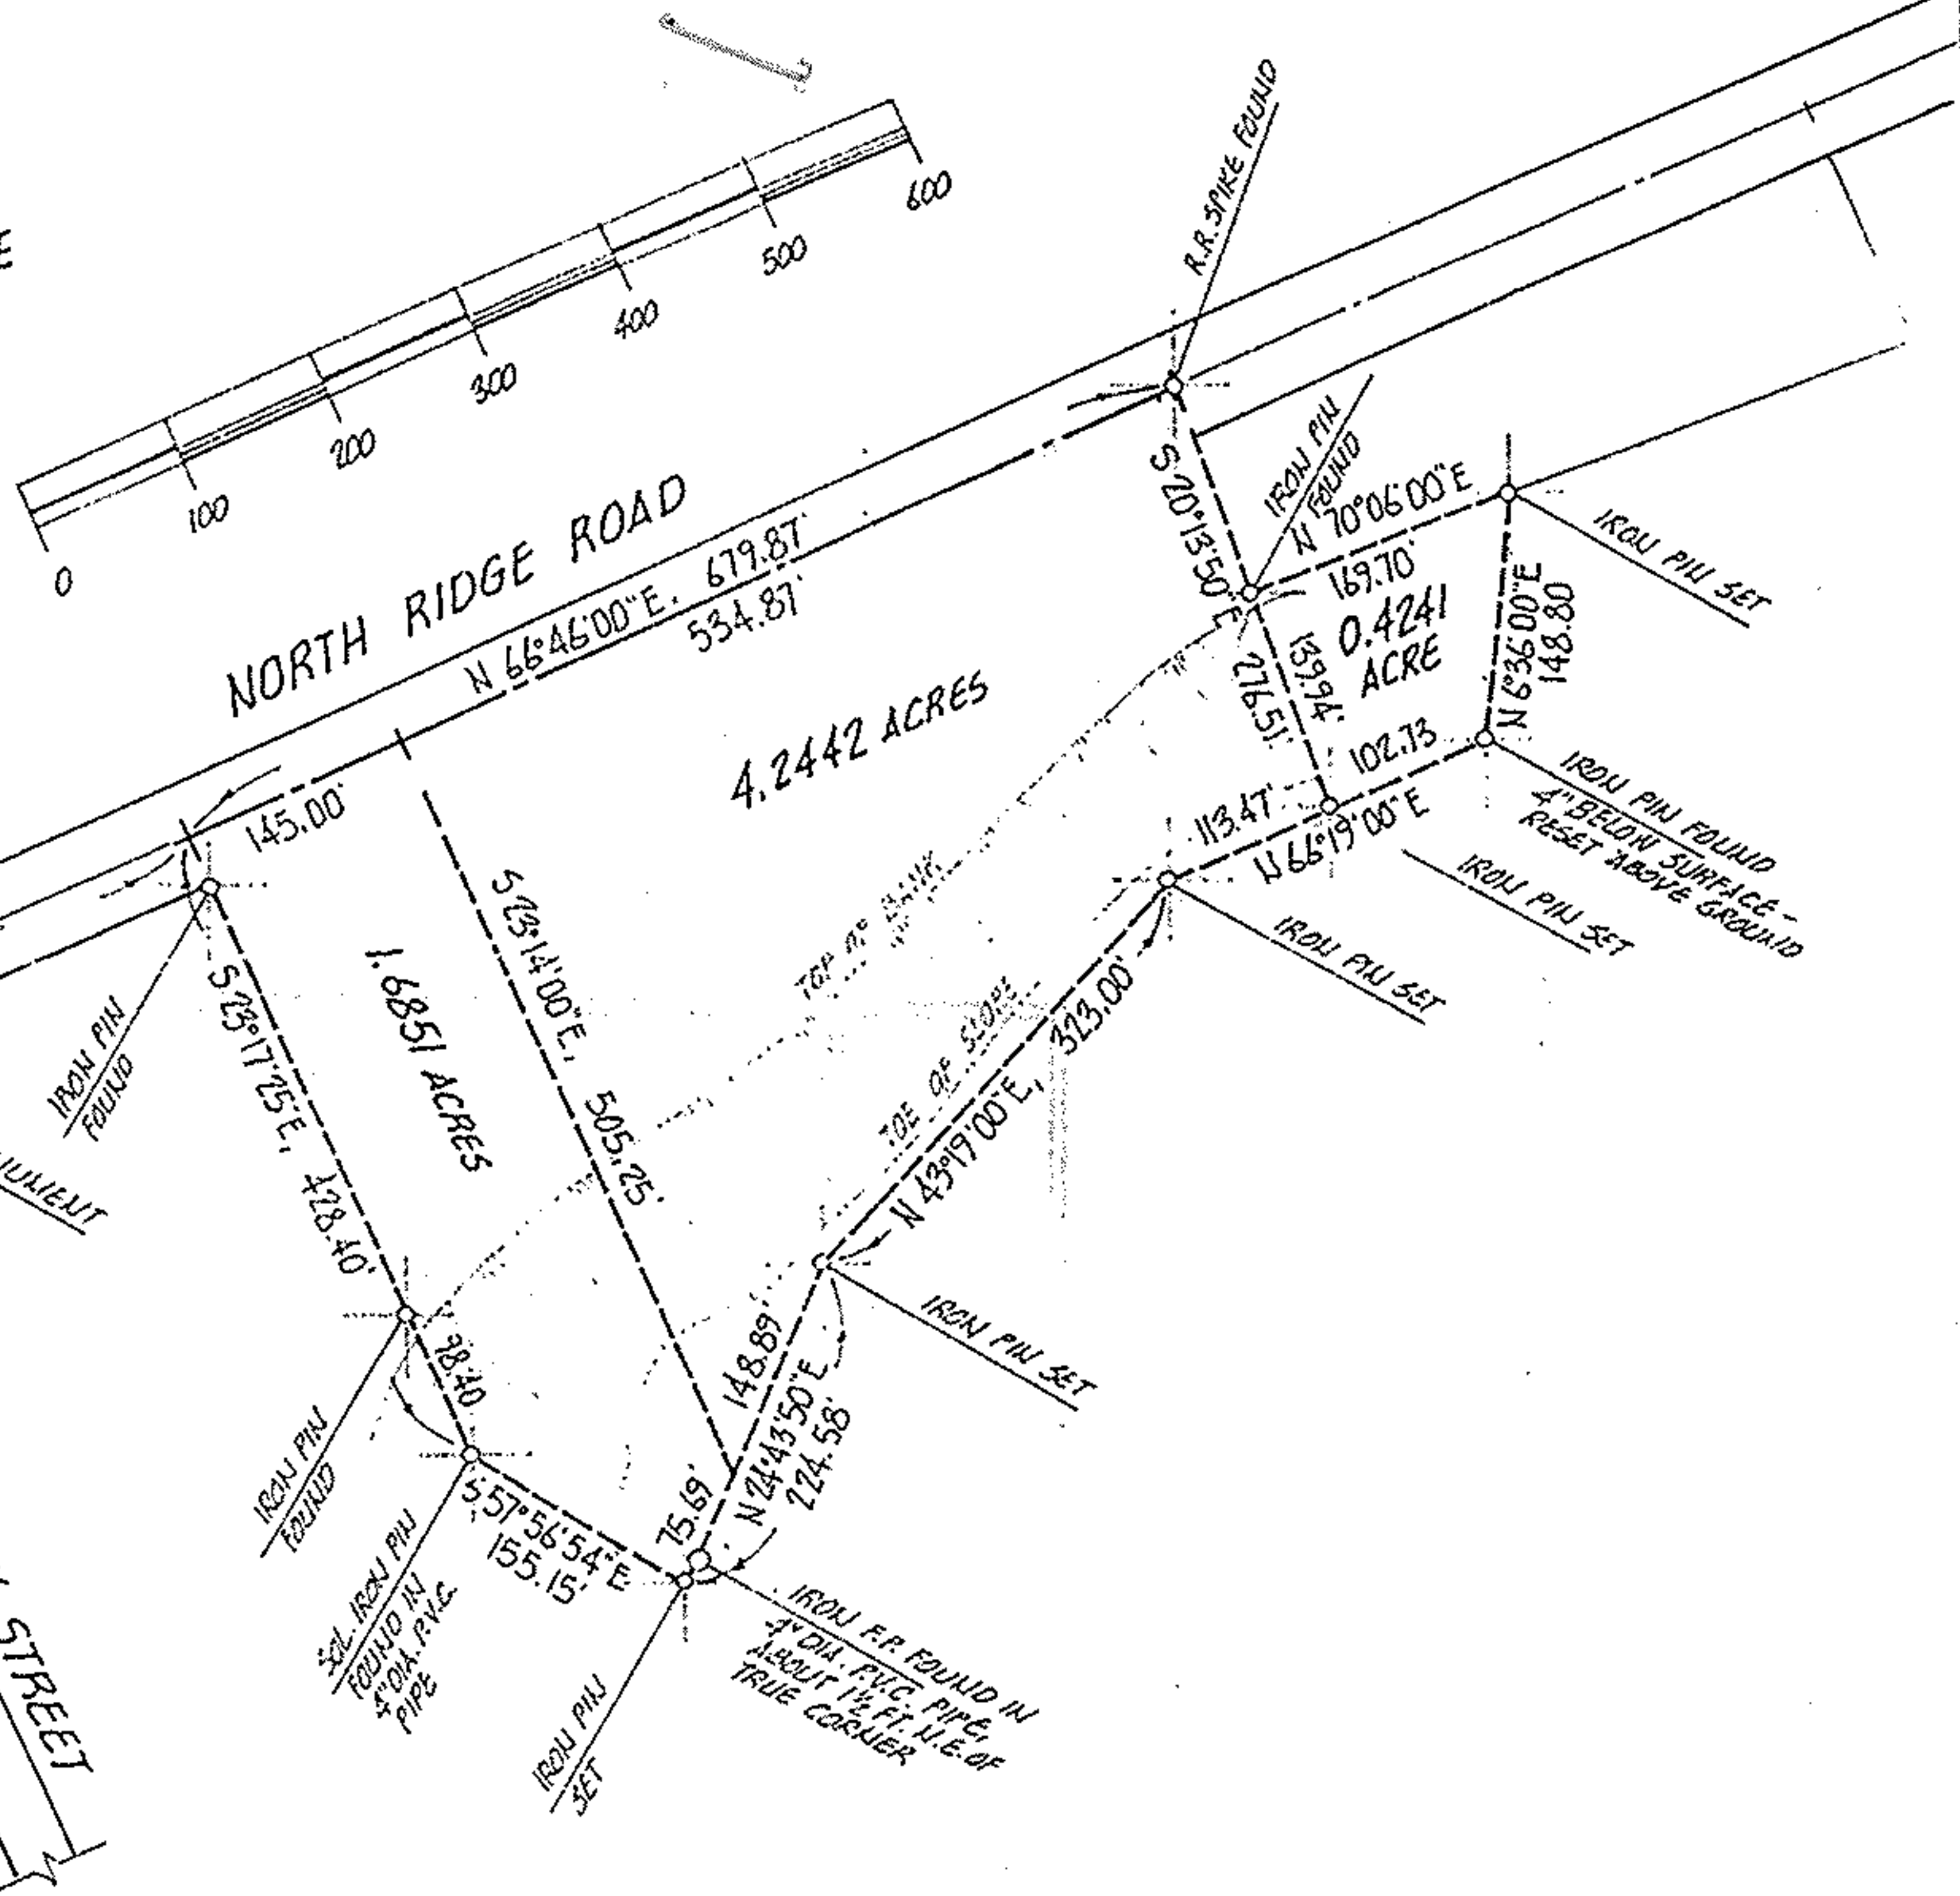 0
100
200
300
400
500
600
R.R. SPIKE FOUND
NORTH RIDGE ROAD
N 66°46'00"E, 679.87'
534.87'
145.00'
S 20°13'50"E
276.51'
139.94'
IRON PIN
FOUND
N 70°06'00"E
169.70'
0.4241
ACRE
IRON PIN SET
N 6°36'00"E
148.80
102.73
113.47'
N 66°19'00"E
IRON PIN FOUND
4" BELOW SURFACE-
RESET ABOVE GROUND
IRON PIN SET
IRON PIN SET
4.2442 ACRES
TOP OF BANK
TOE OF SLOPE
N 43°19'00"E, 323.00'
IRON PIN SET
S 23°14'00"E, 505.25'
1.6851 ACRES
S 23°17'25"E, 428.40'
IRON PIN
FOUND
98.40
IRON PIN
FOUND
148.89'
N 24°43'50"E
224.58'
75.69'
S 57°56'54"E
155.15'
IRON PIN
FOUND IN
4" DIA. P.V.C
PIPE
IRON PIN
SET
IRON F.P. FOUND IN
4" DIA. P.V.C. PIPE,
ABOUT 1½ FT. N.E. OF
TRUE CORNER
STREET